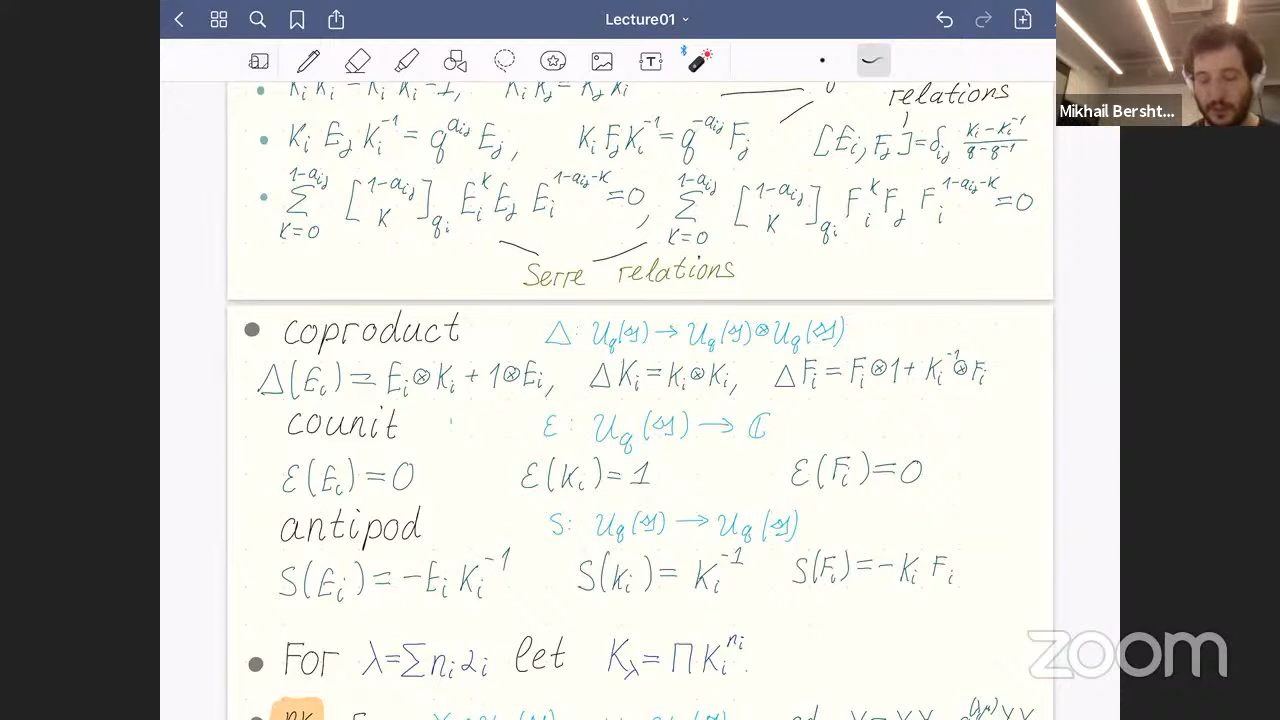 Lecture01
relations
K_i E_j K_i^{-1} = q^{a_{ij}} E_j, K_i F_j K_i^{-1} = q^{-a_{ij}} F_j [E_i, F_j] = δ_{ij} \frac{K_i - K_i^{-1}}{q - q^{-1}}
\sum_{K=0}^{1-a_{ij}} [1-a_{ij} K]_{q_i} E_i^K E_j E_i^{1-a_{ij}-K} = 0, \sum_{K=0}^{1-a_{ij}} [1-a_{ij} K]_{q_i} F_i^K F_j F_i^{1-a_{ij}-K} = 0
Serre relations
coproduct Δ: U_q(𝔤) → U_q(𝔤) ⊗ U_q(𝔤)
Δ(E_i) = E_i ⊗ K_i + 1 ⊗ E_i, ΔK_i = K_i ⊗ K_i, ΔF_i = F_i ⊗ 1 + K_i^{-1} ⊗ F_i
counit ε: U_q(𝔤) → ℂ
ε(E_i) = 0 ε(K_i) = 1 ε(F_i) = 0
antipod S: U_q(𝔤) → U_q(𝔤)
S(E_i) = -E_i K_i^{-1} S(K_i) = K_i^{-1} S(F_i) = -K_i F_i
For λ = Σ n_i α_i let K_λ = Π K_i^{n_i}.
Mikhail Bersht...
zoom